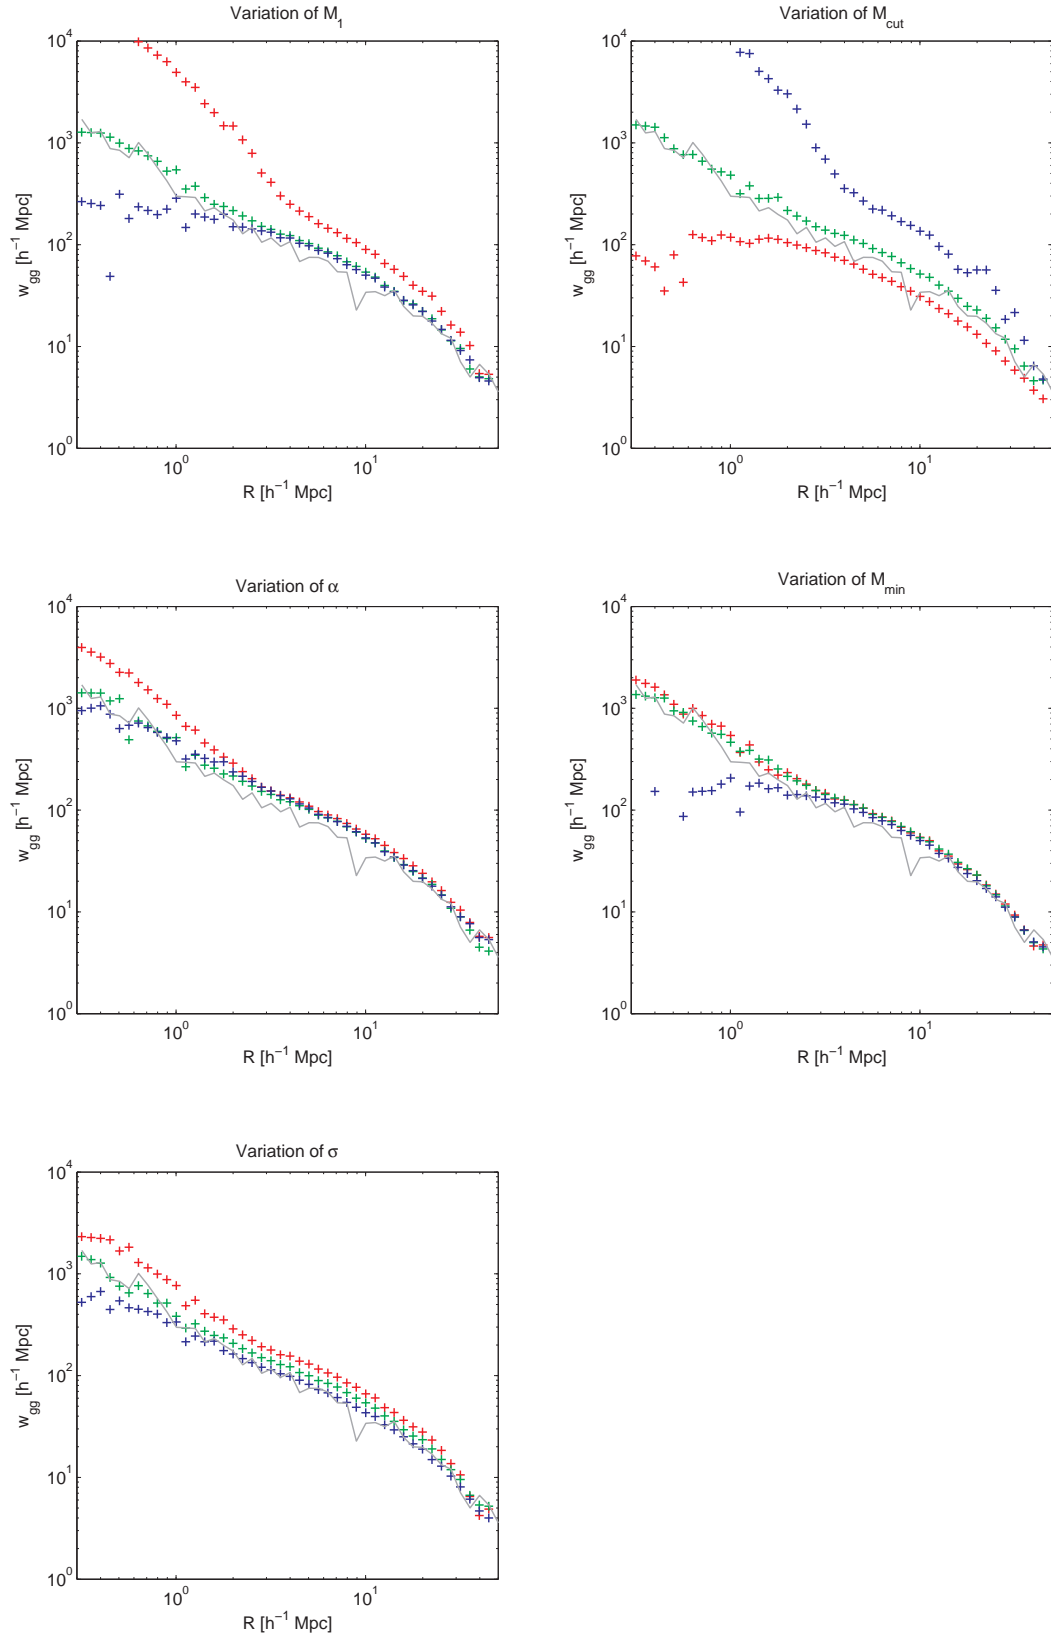 Variation of M_1
10^4
10^3
10^2
10^1
10^0
w_gg [h^−1 Mpc]
10^0 10^1
R [h^−1 Mpc]
Variation of M_cut
10^4
10^3
10^2
10^1
10^0
w_gg [h^−1 Mpc]
10^0 10^1
R [h^−1 Mpc]
Variation of α
10^4
10^3
10^2
10^1
10^0
w_gg [h^−1 Mpc]
10^0 10^1
R [h^−1 Mpc]
Variation of M_min
10^4
10^3
10^2
10^1
10^0
w_gg [h^−1 Mpc]
10^0 10^1
R [h^−1 Mpc]
Variation of σ
10^4
10^3
10^2
10^1
10^0
w_gg [h^−1 Mpc]
10^0 10^1
R [h^−1 Mpc]